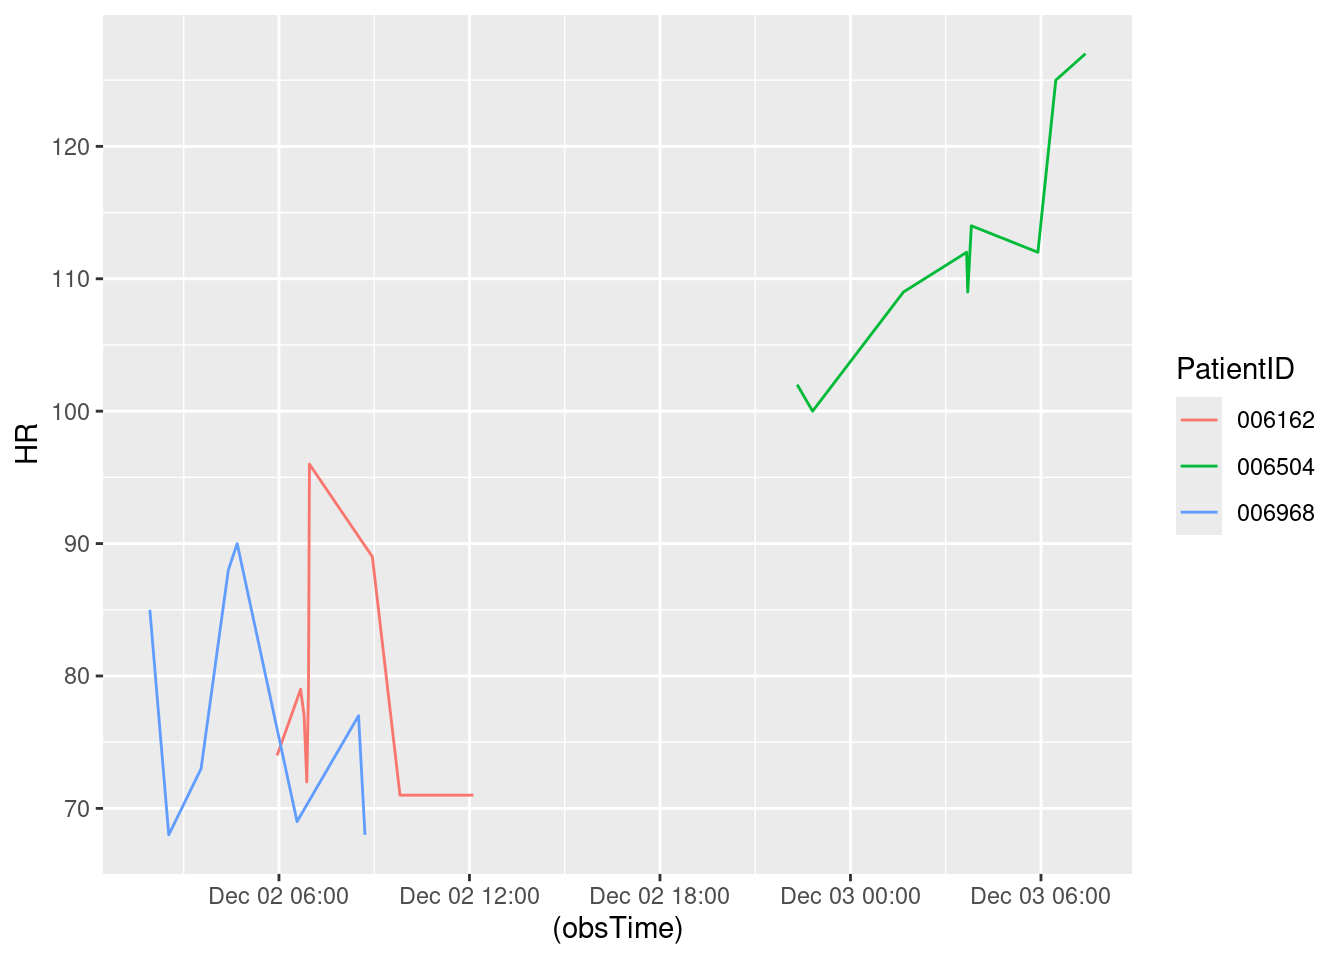 HR
120
110
100
90
80
70
Dec 02 06:00
Dec 02 12:00
Dec 02 18:00
Dec 03 00:00
Dec 03 06:00
(obsTime)
PatientID
006162
006504
006968